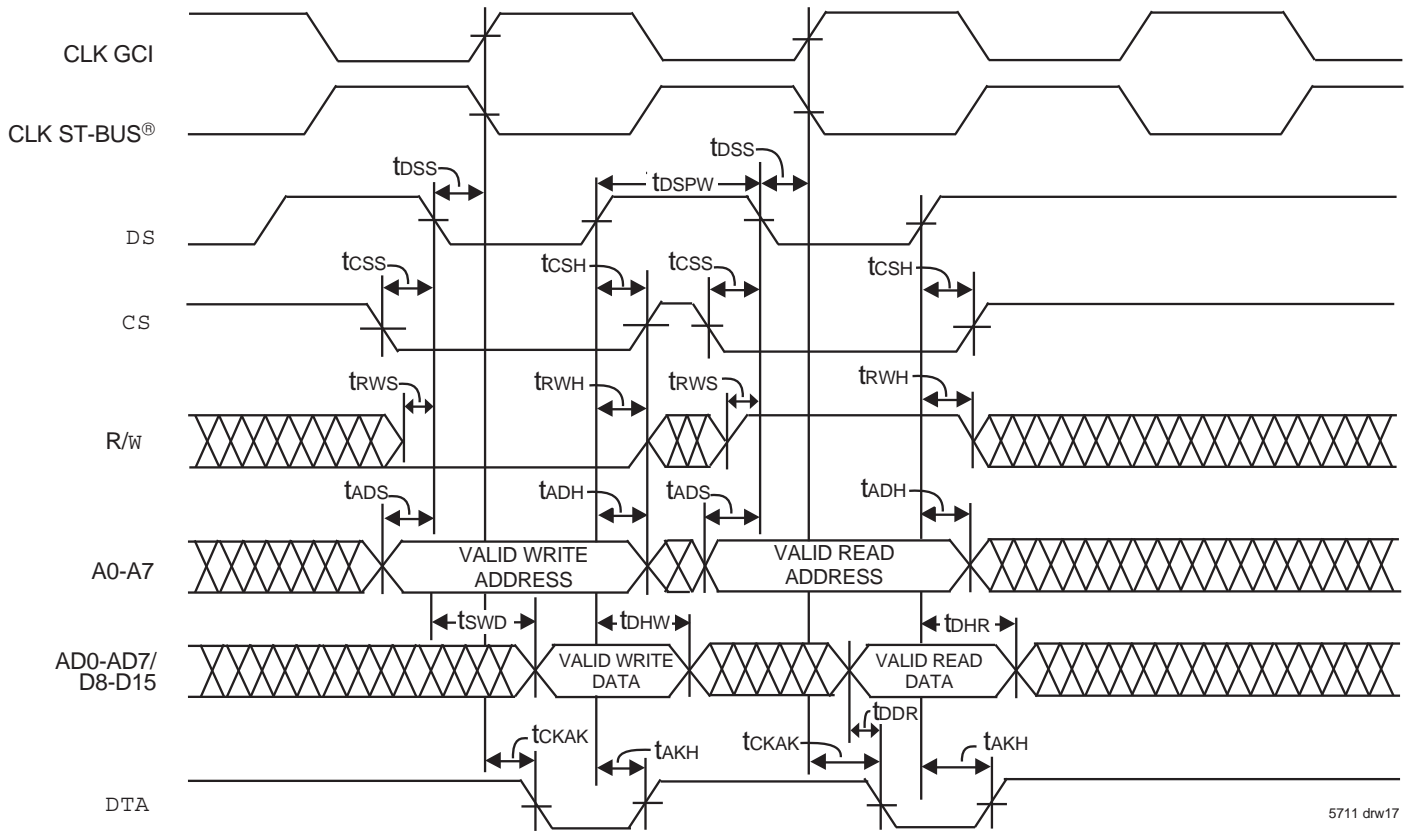 CLK GCI
CLK ST-BUS®
tDSS
tDSPW
tDSS
DS
tCSS
tCSH
tCSS
tCSH
CS
tRWS
tRWH
tRWS
tRWH
R/W
tADS
tADH
tADS
tADH
VALID WRITE
ADDRESS
VALID READ
ADDRESS
A0-A7
tSWD
tDHW
tDHR
AD0-AD7/
D8-D15
VALID WRITE
DATA
VALID READ
DATA
tDDR
tCKAK
tAKH
tCKAK
tAKH
DTA
5711 drw17